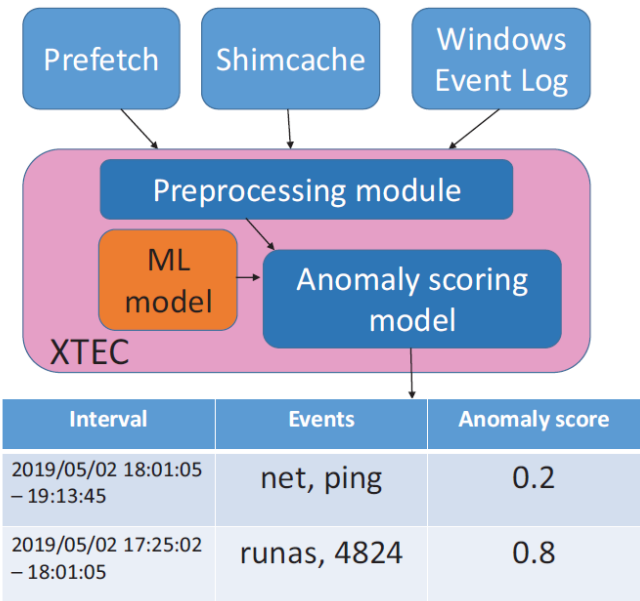 Prefetch
Shimcache
Windows
Event Log
Preprocessing module
ML
model
Anomaly scoring
model
XTEC
Interval
Events
Anomaly score
2019/05/02 18:01:05
– 19:13:45
net, ping
0.2
2019/05/02 17:25:02
– 18:01:05
runas, 4824
0.8